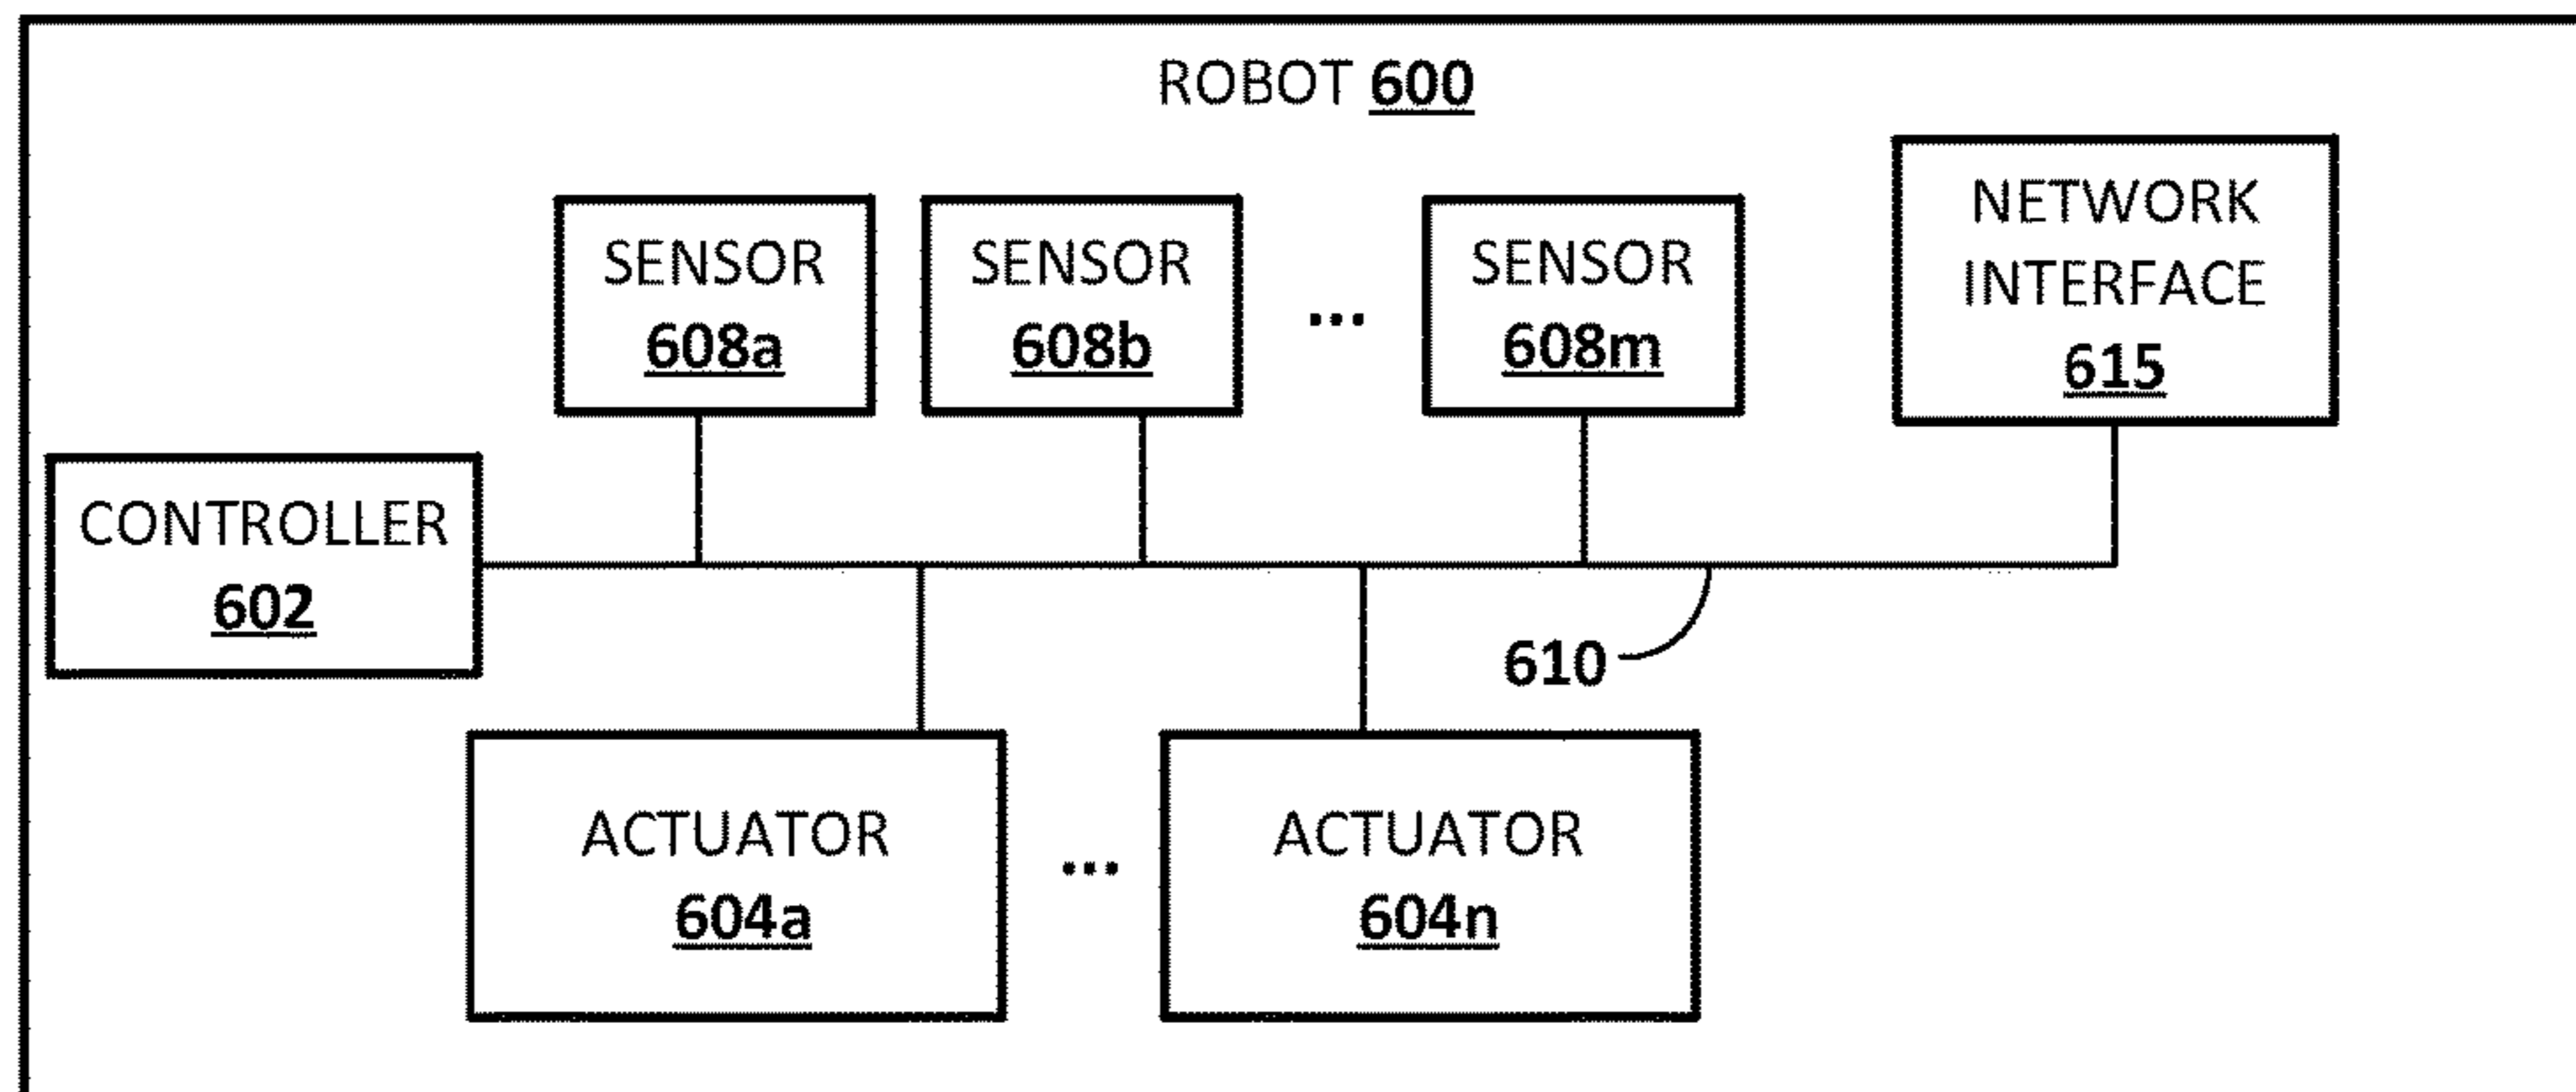 ROBOT 600
SENSOR
608a
SENSOR
608b
...
SENSOR
608m
NETWORK
INTERFACE
615
CONTROLLER
602
610
ACTUATOR
604a
...
ACTUATOR
604n